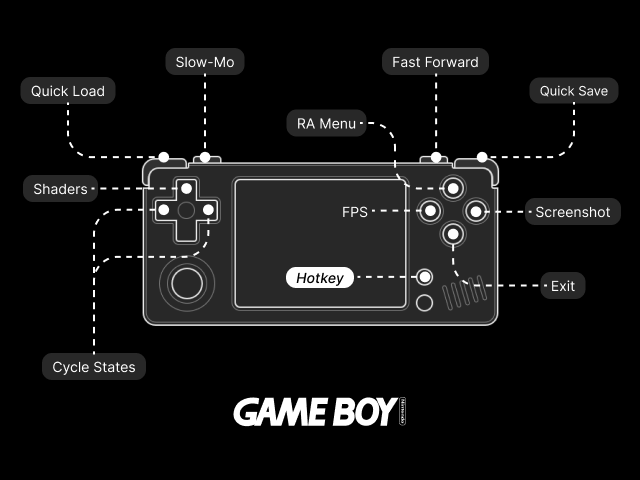 Slow-Mo
Fast Forward
Quick Load
Quick Save
RA Menu
Shaders
FPS
Screenshot
Hotkey
Exit
Cycle States
GAME BOY
Nintendo